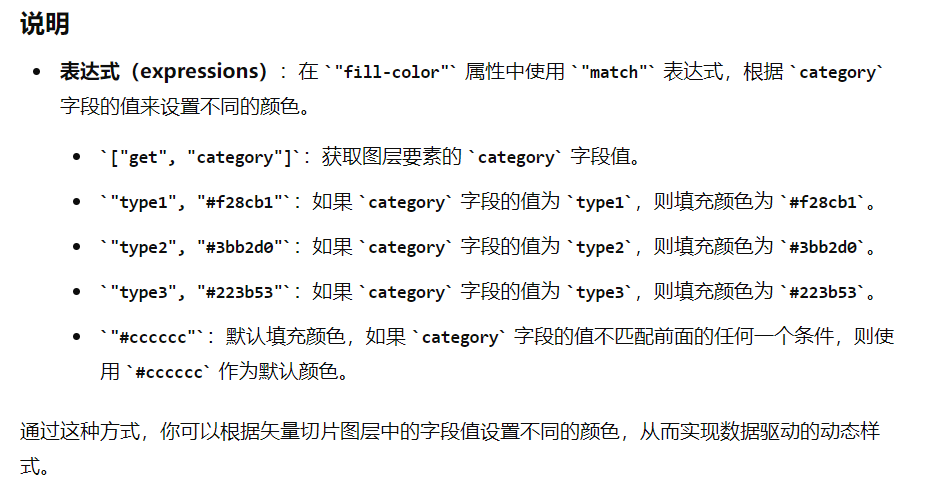 说明
表达式（expressions）：在 `"fill-color"` 属性中使用 `"match"` 表达式，根据 `category`
字段的值来设置不同的颜色。
`["get", "category"]`：获取图层要素的 `category` 字段值。
`"type1", "#f28cb1"`：如果 `category` 字段的值为 `type1`，则填充颜色为 `#f28cb1`。
`"type2", "#3bb2d0"`：如果 `category` 字段的值为 `type2`，则填充颜色为 `#3bb2d0`。
`"type3", "#223b53"`：如果 `category` 字段的值为 `type3`，则填充颜色为 `#223b53`。
`"#cccccc"`：默认填充颜色，如果 `category` 字段的值不匹配前面的任何一个条件，则使
用 `#cccccc` 作为默认颜色。
通过这种方式，你可以根据矢量切片图层中的字段值设置不同的颜色，从而实现数据驱动的动态样
式。